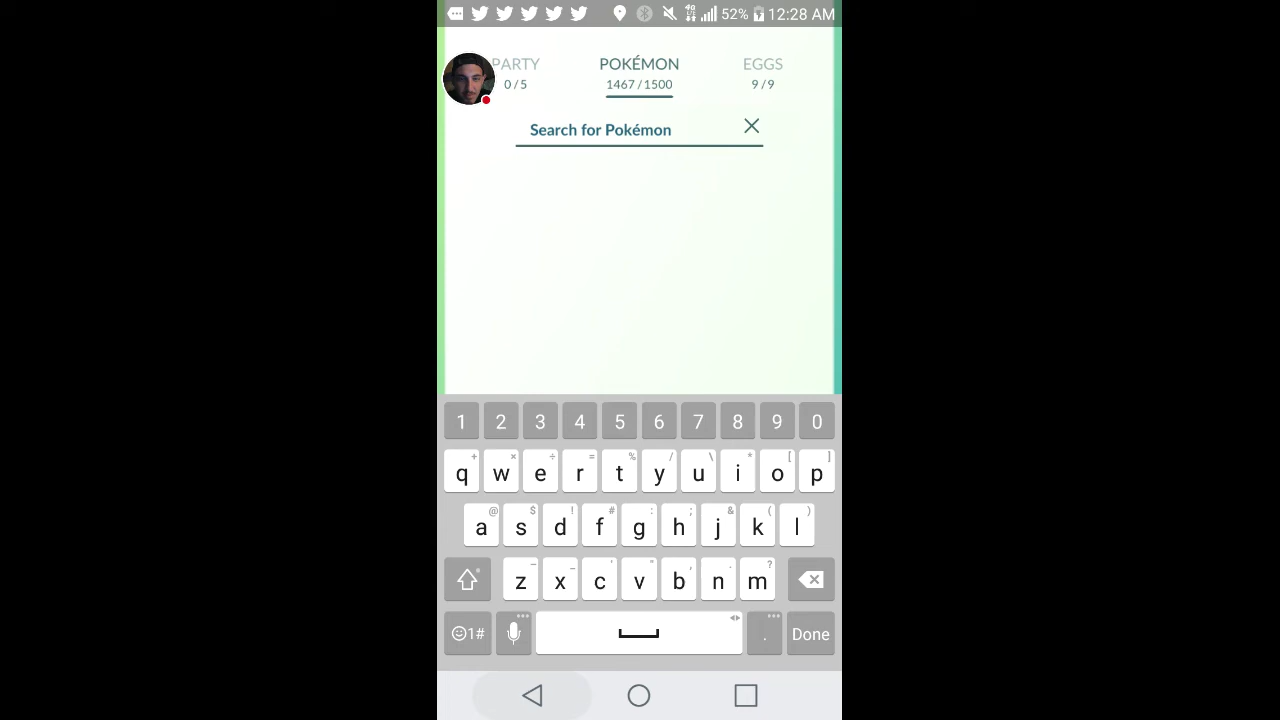 52% 12:28 AM
PARTY POKÉMON EGGS
0/5 1467/1500 9/9
Search for Pokémon
1 2 3 4 5 6 7 8 9 0
q w e r t y u i o p
a s d f g h j k l
z x c v b n m
1# . Done